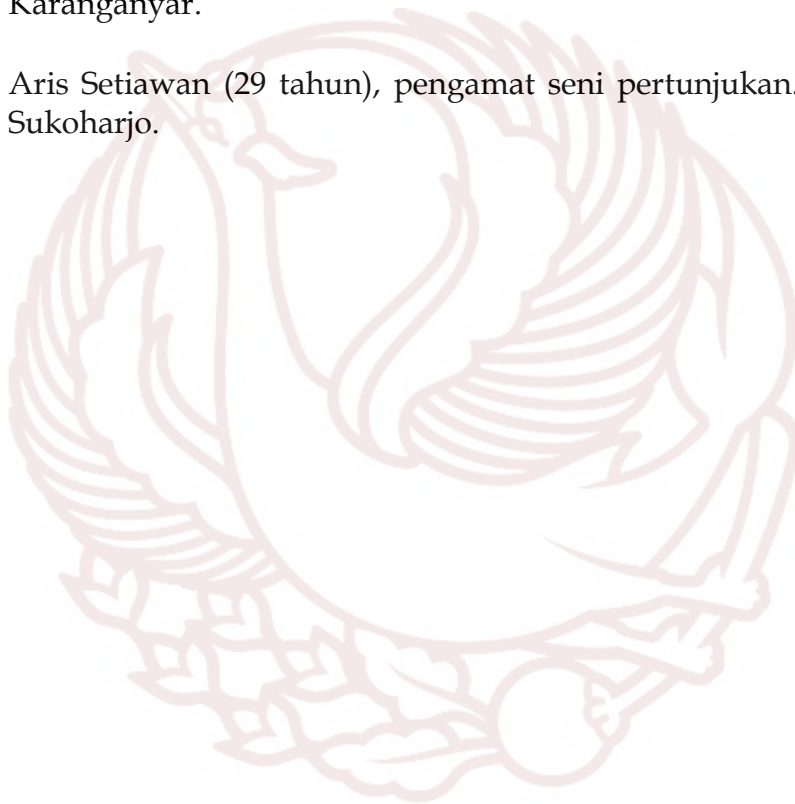 Karanganyar.
Aris Setiawan (29 tahun), pengamat seni pertunjukan.
Sukoharjo.